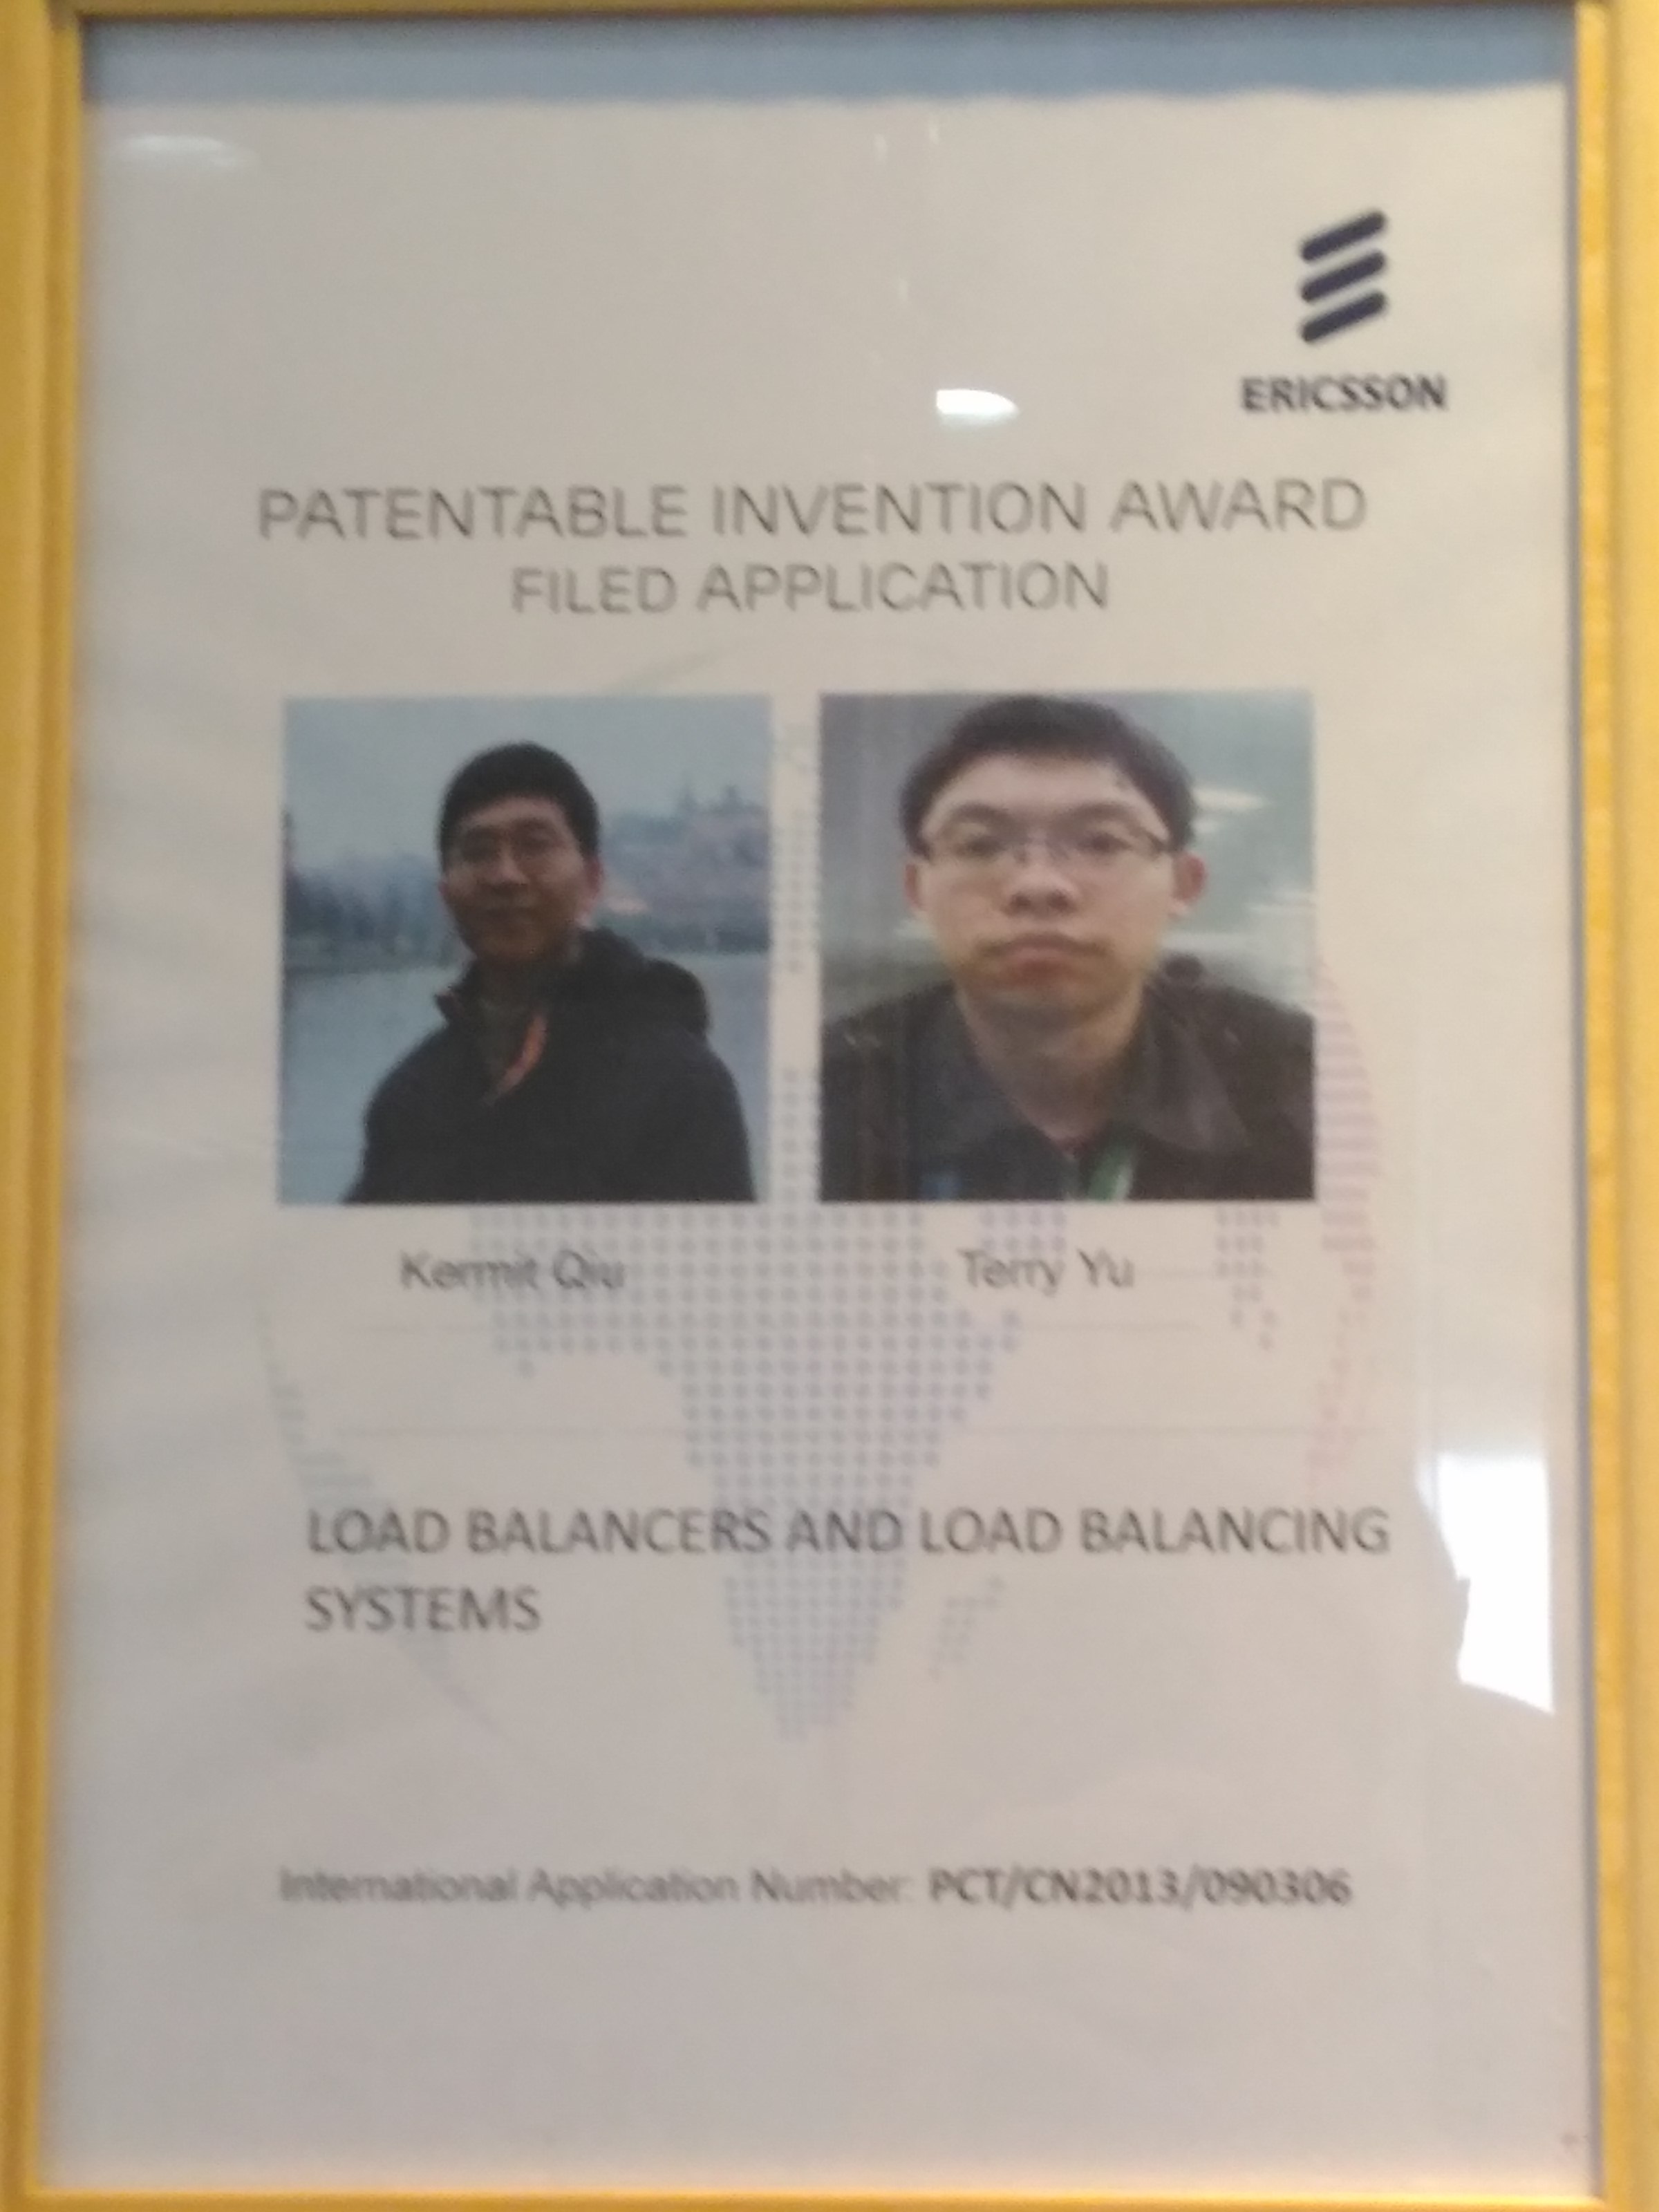 ERICSSON
PATENTABLE INVENTION AWARD
FILED APPLICATION
Kermit Qiu
Terry Yu
LOAD BALANCERS AND LOAD BALANCING
SYSTEMS
International Application Number: PCT/CN2013/090306